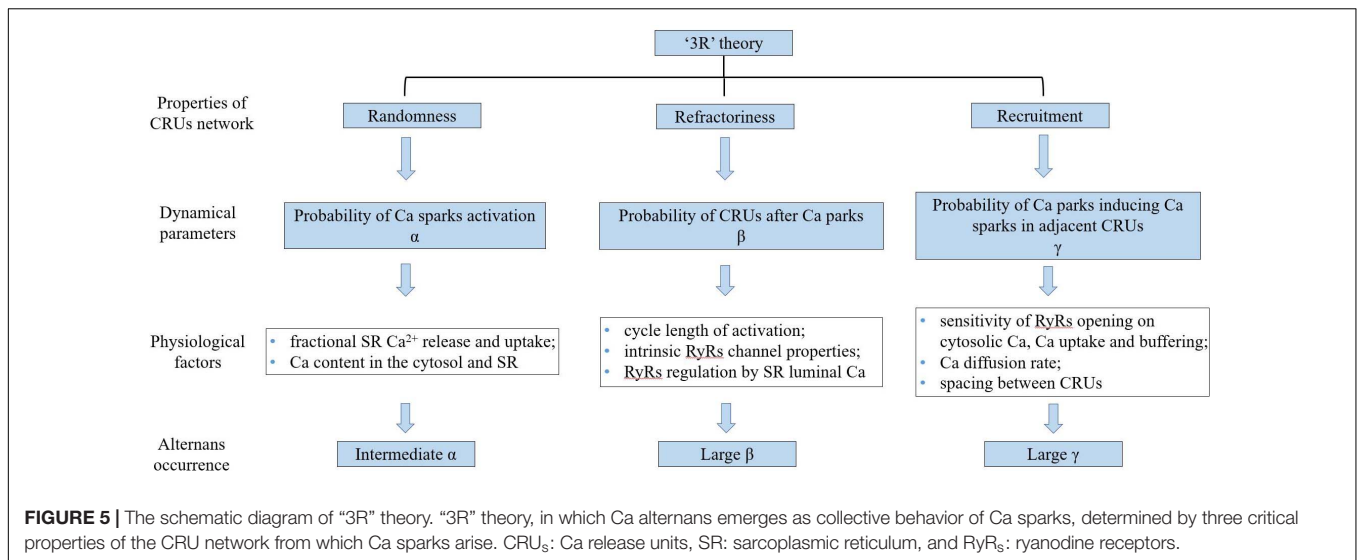 ‘3R’ theory
Properties of
CRUs network
Randomness
Refractoriness
Recruitment
Dynamical
parameters
Probability of Ca sparks activation
α
Probability of CRUs after Ca parks
β
Probability of Ca parks inducing Ca
sparks in adjacent CRUs
γ
Physiological
factors
• fractional SR Ca²⁺ release and uptake;
• Ca content in the cytosol and SR
• cycle length of activation;
• intrinsic RyRs channel properties;
• RyRs regulation by SR luminal Ca
• sensitivity of RyRs opening on
cytosolic Ca, Ca uptake and buffering;
• Ca diffusion rate;
• spacing between CRUs
Alternans
occurrence
Intermediate α
Large β
Large γ
FIGURE 5 | The schematic diagram of “3R” theory. “3R” theory, in which Ca alternans emerges as collective behavior of Ca sparks, determined by three critical
properties of the CRU network from which Ca sparks arise. CRUₛ: Ca release units, SR: sarcoplasmic reticulum, and RyRₛ: ryanodine receptors.